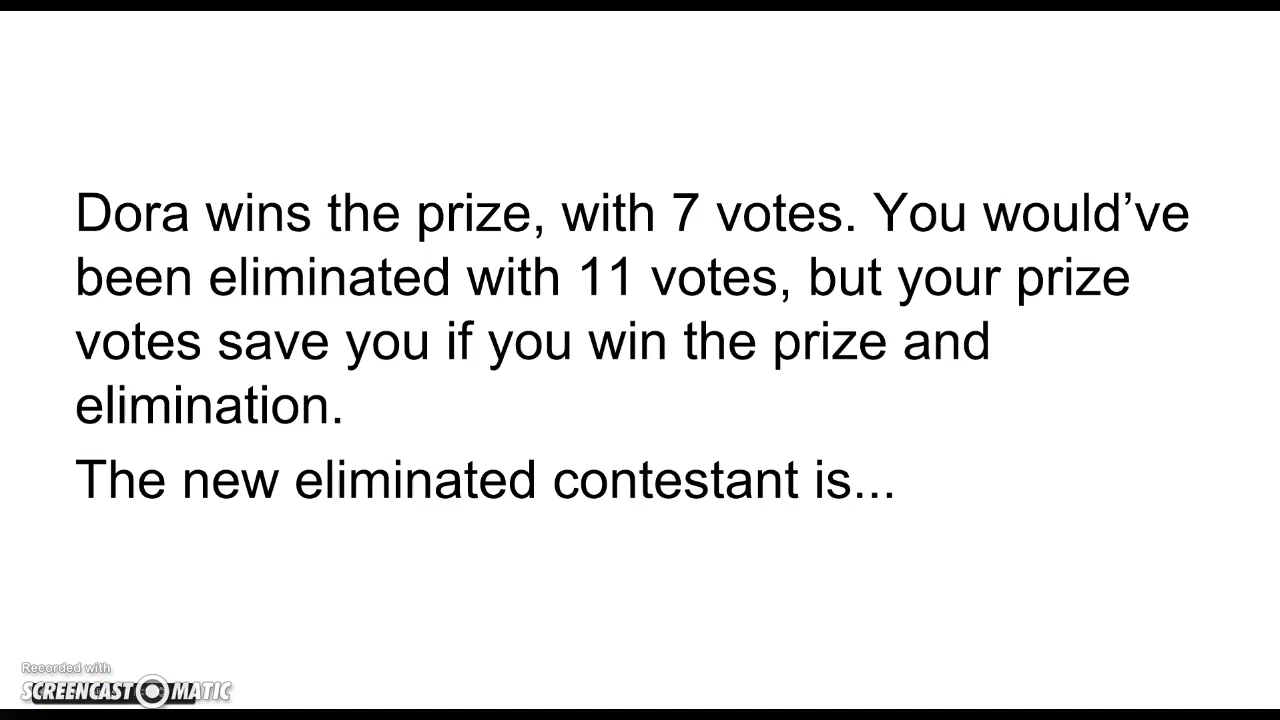 Dora wins the prize, with 7 votes. You would’ve
been eliminated with 11 votes, but your prize
votes save you if you win the prize and
elimination.
The new eliminated contestant is...
Recorded with
SCREENCAST MATIC